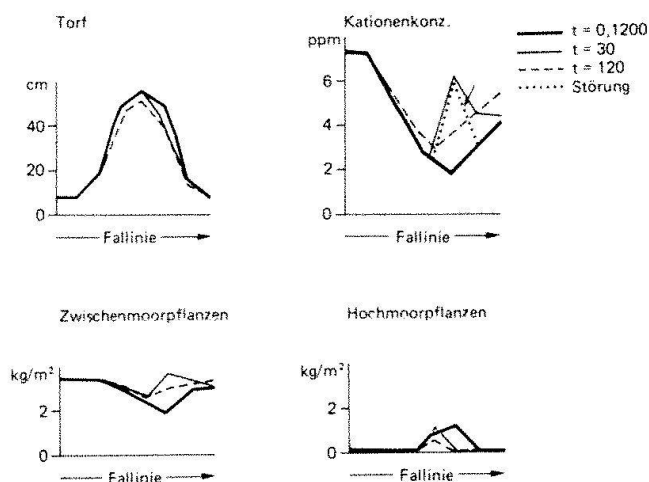 Torf
cm
40
20
0
Fallinie
Kationenkonz.
ppm
6
4
2
0
Fallinie
t = 0,1200
t = 30
t = 120
Störung
Zwischenmoorpflanzen
kg/m²
2
0
Fallinie
Hochmoorpflanzen
kg/m²
2
0
Fallinie